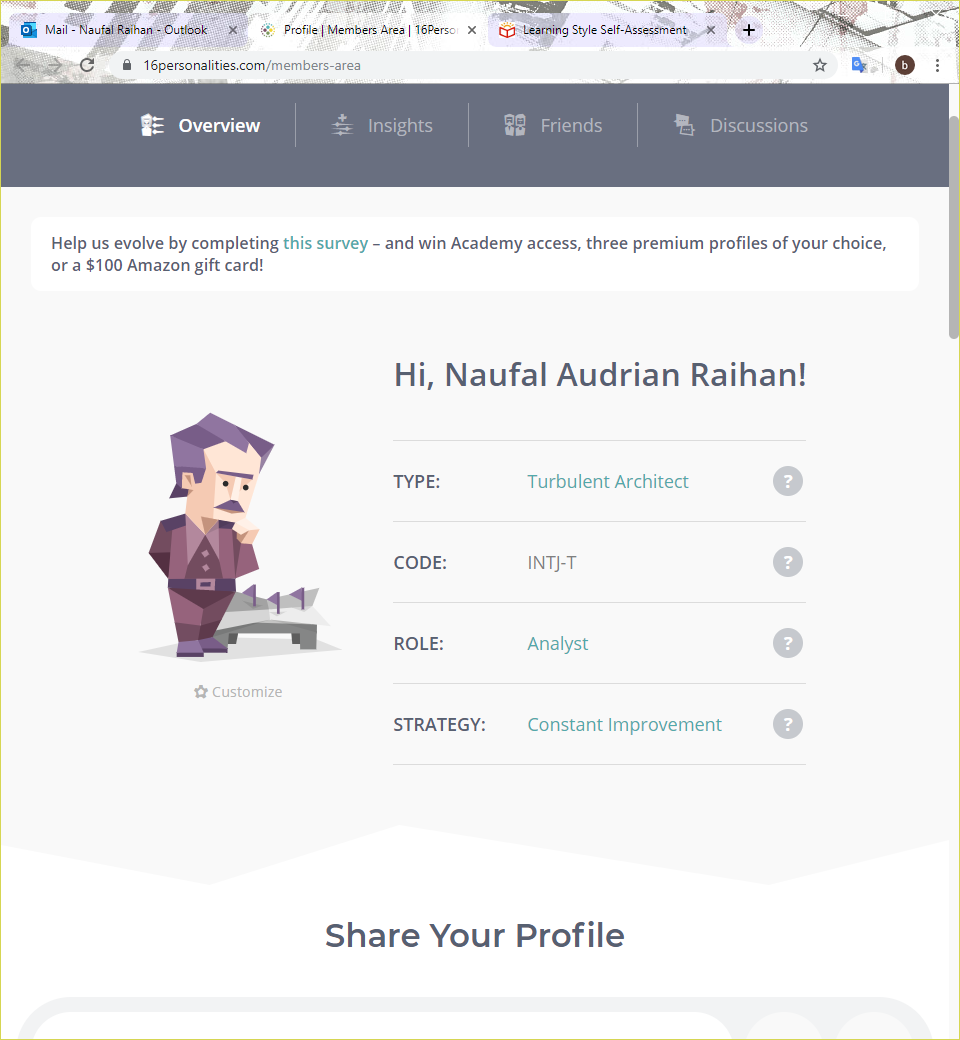 Mail - Naufal Raihan - Outlook
Profile | Members Area | 16Perso
Learning Style Self-Assessment
16personalities.com/members-area
b
Overview
Insights
Friends
Discussions
Help us evolve by completing this survey – and win Academy access, three premium profiles of your choice,
or a $100 Amazon gift card!
Hi, Naufal Audrian Raihan!
TYPE: Turbulent Architect ?
CODE: INTJ-T ?
ROLE: Analyst ?
STRATEGY: Constant Improvement ?
Customize
Share Your Profile